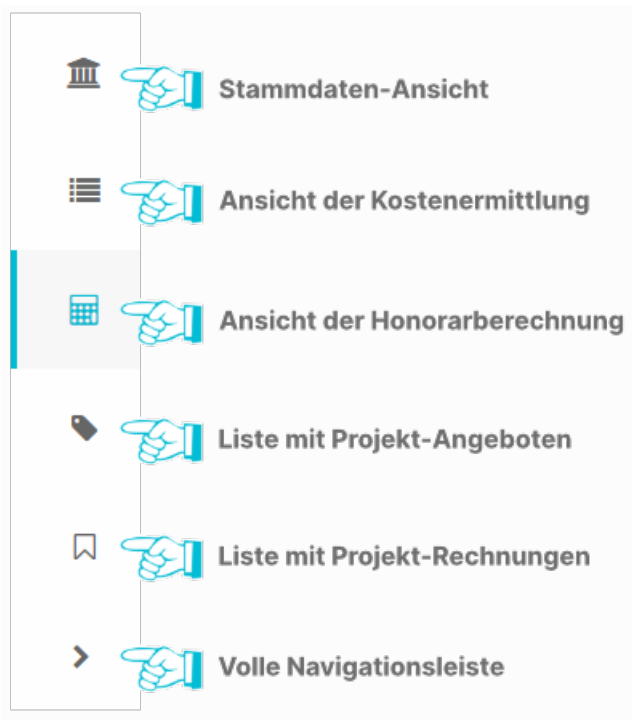 Stammdaten-Ansicht
Ansicht der Kostenermittlung
Ansicht der Honorarberechnung
Liste mit Projekt-Angeboten
Liste mit Projekt-Rechnungen
Volle Navigationsleiste